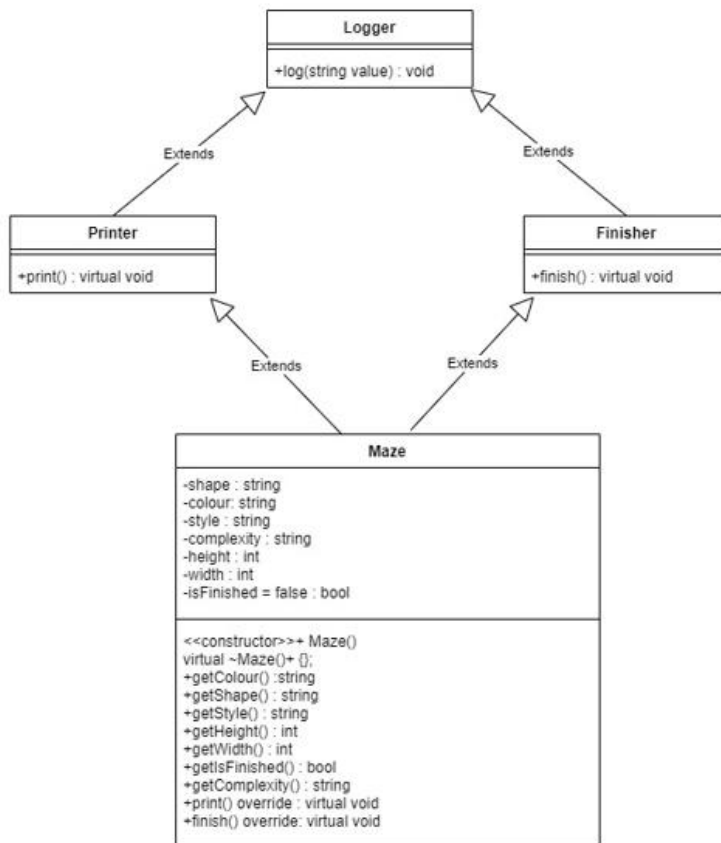 Logger
+log(string value) : void
Extends
Extends
Printer
+print() : virtual void
Finisher
+finish() : virtual void
Extends
Extends
Maze
-shape : string
-colour: string
-style : string
-complexity : string
-height : int
-width : int
-isFinished = false : bool
<<constructor>>+ Maze()
virtual ~Maze()+ {};
+getColour() :string
+getShape() : string
+getStyle() : string
+getHeight() : int
+getWidth() : int
+getIsFinished() : bool
+getComplexity() : string
+print() override : virtual void
+finish() override: virtual void